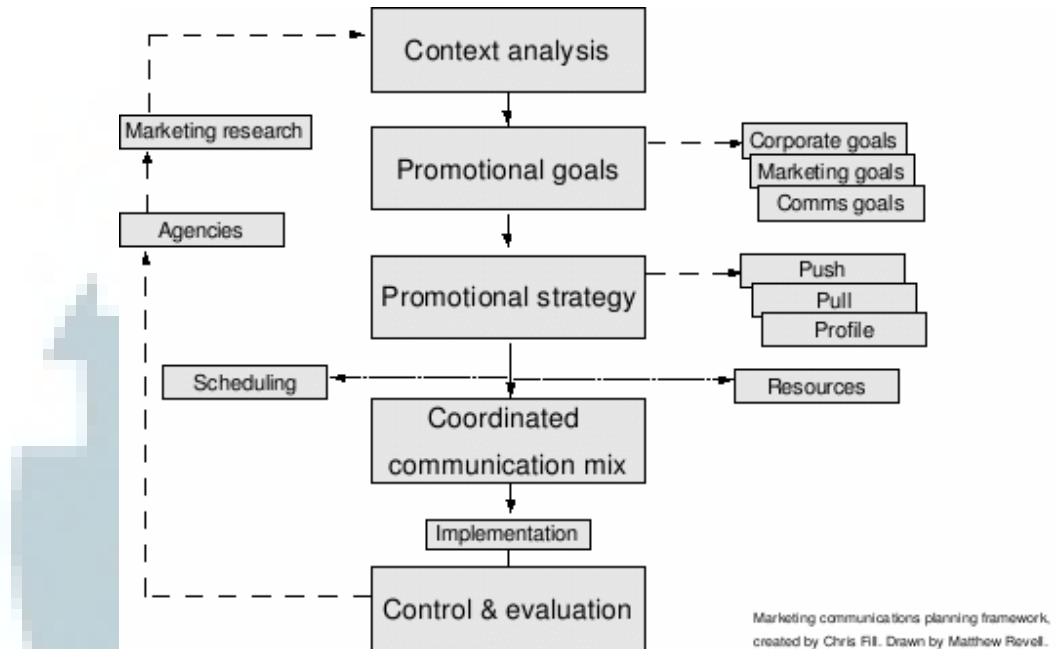 Context analysis
Marketing research
Promotional goals
Corporate goals
Marketing goals
Comms goals
Agencies
Promotional strategy
Push
Pull
Profile
Scheduling
Resources
Coordinated
communication mix
Implementation
Control & evaluation
Marketing communications planning framework,
created by Chris Fill. Drawn by Matthew Revell.